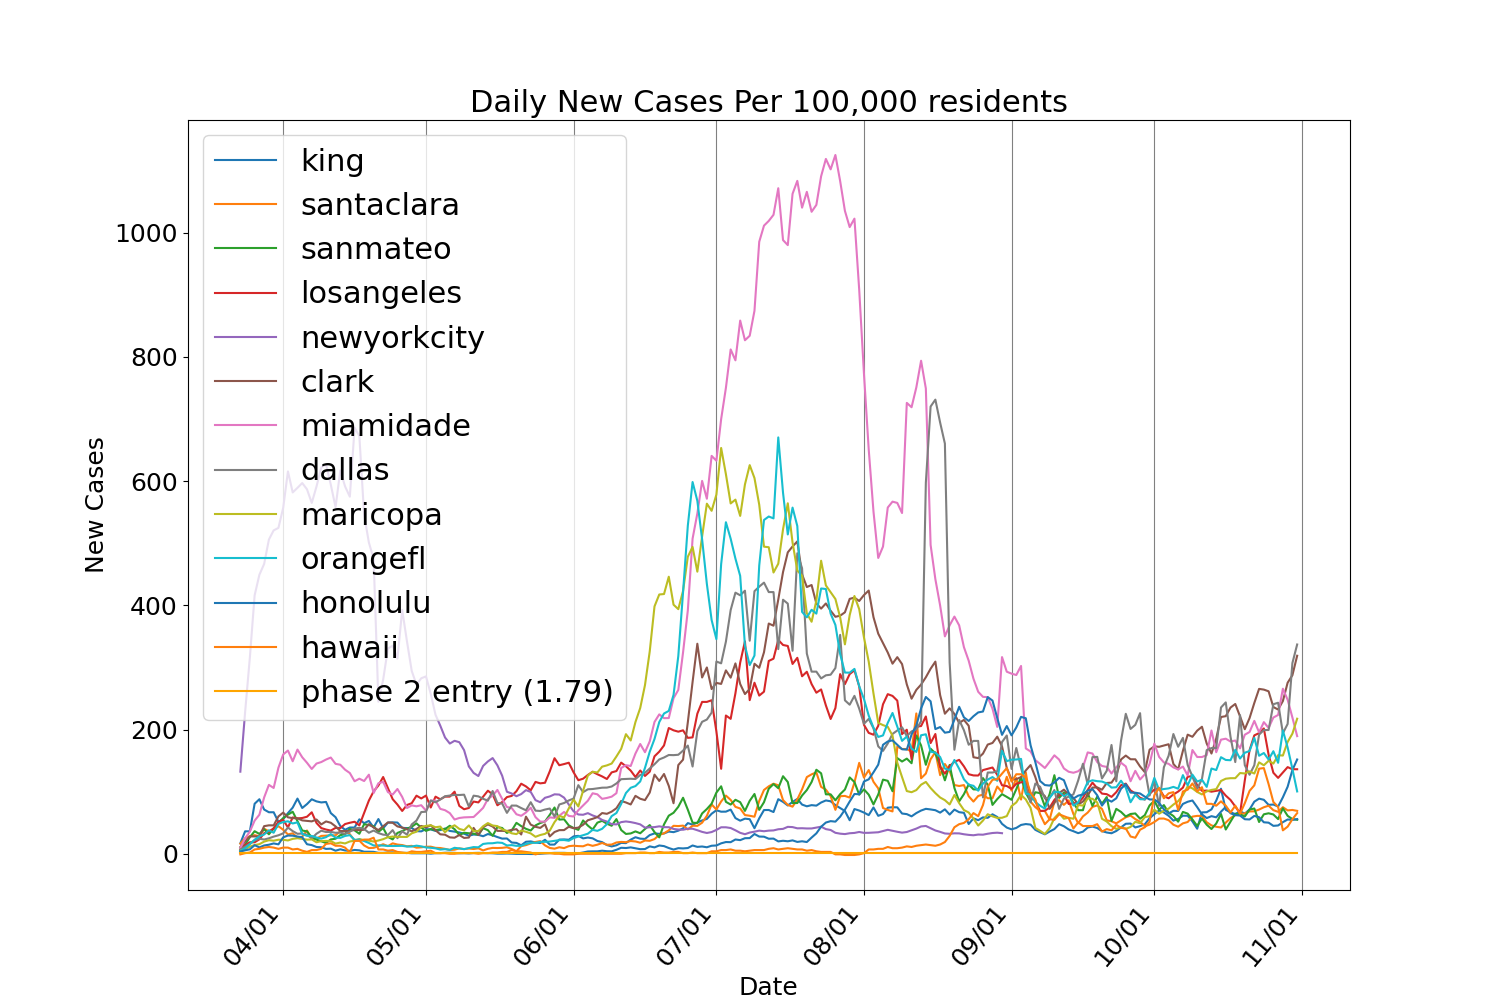 Daily New Cases Per 100,000 residents
king
santaclara
sanmateo
losangeles
newyorkcity
clark
miamidade
dallas
maricopa
orangefl
honolulu
hawaii
phase 2 entry (1.79)
New Cases
1000
800
600
400
200
0
04/01 05/01 06/01 07/01 08/01 09/01 10/01 11/01
Date